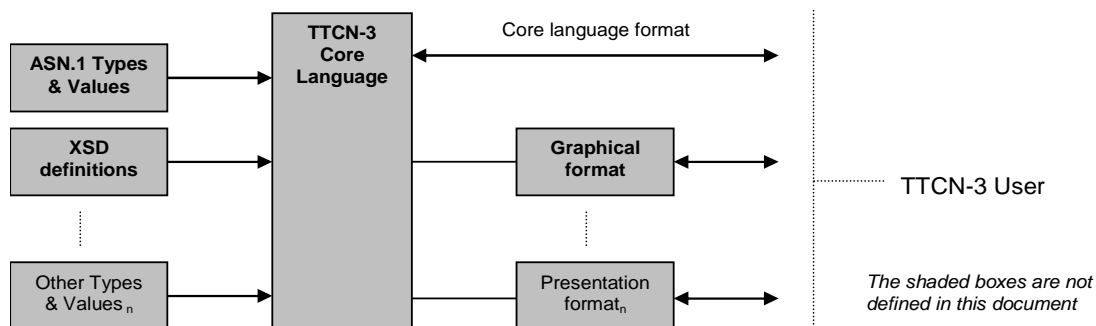 ASN.1 Types
& Values
XSD
definitions
Other Types
& Values n
TTCN-3
Core
Language
Core language format
Graphical
format
Presentation
formatn
TTCN-3 User
The shaded boxes are not
defined in this document